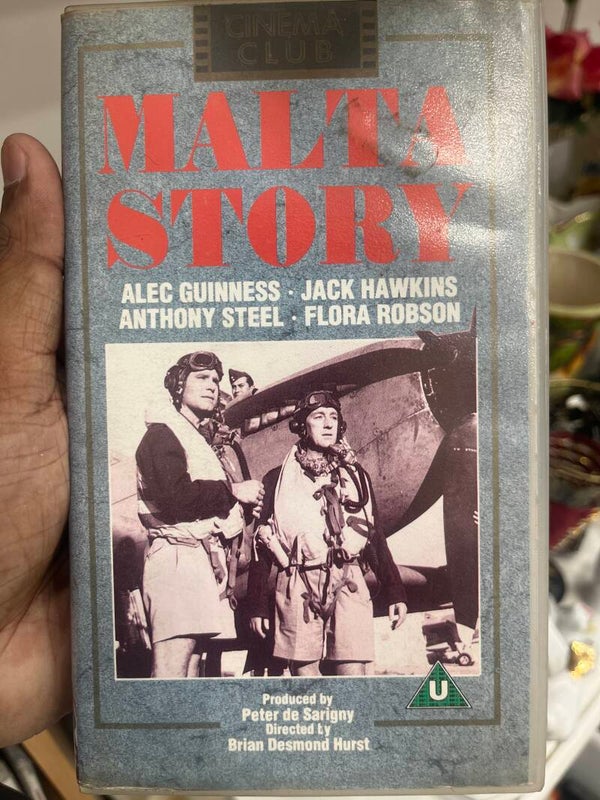 CINEMA
CLUB
MALTA
STORY
ALEC GUINNESS · JACK HAWKINS
ANTHONY STEEL · FLORA ROBSON
U
Produced by
Peter de Sarigny
Directed by
Brian Desmond Hurst